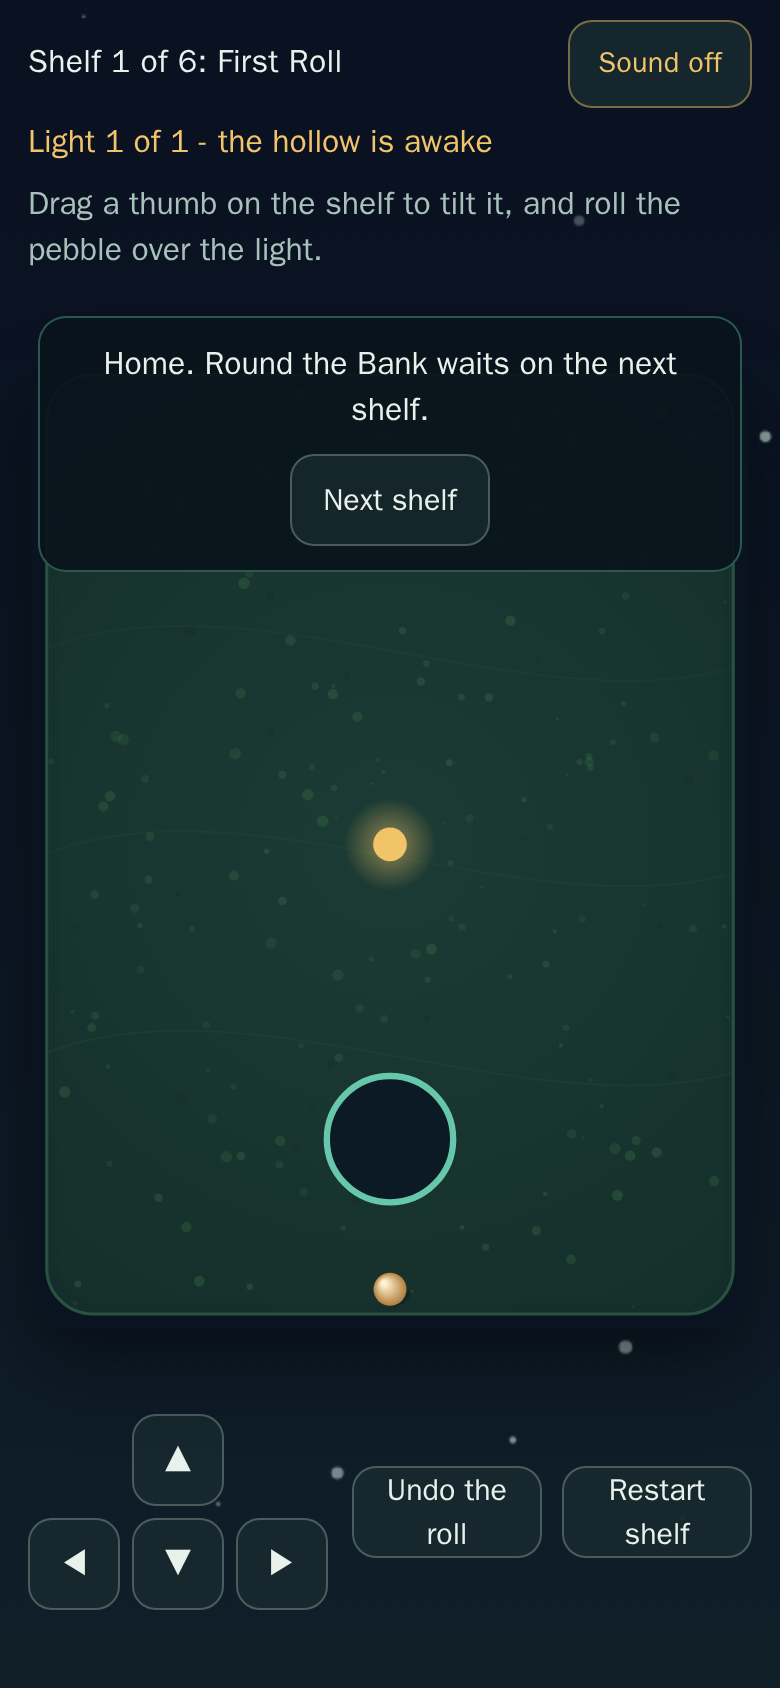 Shelf 1 of 6: First Roll
Sound off
Light 1 of 1 - the hollow is awake
Drag a thumb on the shelf to tilt it, and roll the
pebble over the light.
Home. Round the Bank waits on the next
shelf.
Next shelf
Undo the
roll
Restart
shelf